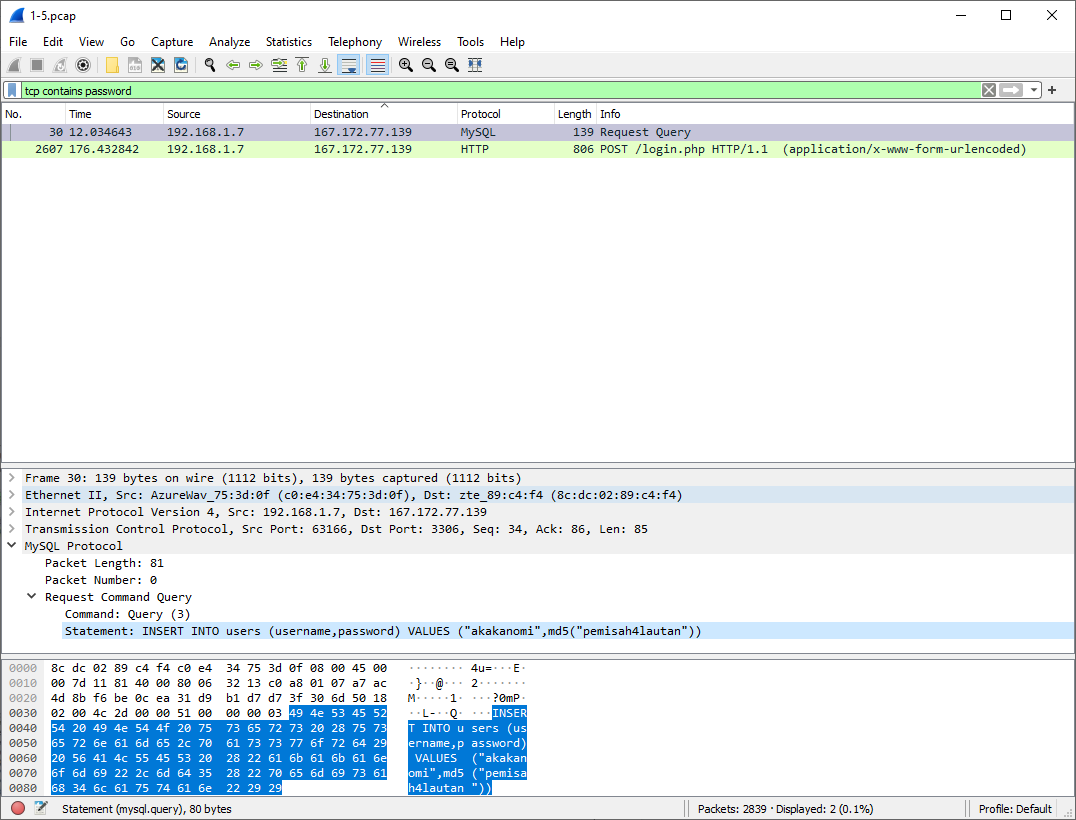 1-5.pcap
File Edit View Go Capture Analyze Statistics Telephony Wireless Tools Help
tcp contains password
No. Time Source Destination Protocol Length Info
30 12.034643 192.168.1.7 167.172.77.139 MySQL 139 Request Query
2607 176.432842 192.168.1.7 167.172.77.139 HTTP 806 POST /login.php HTTP/1.1 (application/x-www-form-urlencoded)
Frame 30: 139 bytes on wire (1112 bits), 139 bytes captured (1112 bits)
Ethernet II, Src: AzureWav_75:3d:0f (c0:e4:34:75:3d:0f), Dst: zte_89:c4:f4 (8c:dc:02:89:c4:f4)
Internet Protocol Version 4, Src: 192.168.1.7, Dst: 167.172.77.139
Transmission Control Protocol, Src Port: 63166, Dst Port: 3306, Seq: 34, Ack: 86, Len: 85
MySQL Protocol
Packet Length: 81
Packet Number: 0
Request Command Query
Command: Query (3)
Statement: INSERT INTO users (username,password) VALUES ("akakanomi",md5("pemisah4lautan"))
0000 8c dc 02 89 c4 f4 c0 e4 34 75 3d 0f 08 00 45 00 ········ 4u=···E·
0010 00 7d 11 81 40 00 80 06 32 13 c0 a8 01 07 a7 ac ·}··@··· 2·······
0020 4d 8b f6 be 0c ea 31 d9 b1 d7 d7 3f 30 6d 50 18 M·····1· ···?0mP·
0030 02 00 4c 2d 00 00 51 00 00 00 03 49 4e 53 45 52 ··L-··Q· ···INSER
0040 54 20 49 4e 54 4f 20 75 73 65 72 73 20 28 75 73 T INTO u sers (us
0050 65 72 6e 61 6d 65 2c 70 61 73 73 77 6f 72 64 29 ername,p assword)
0060 20 56 41 4c 55 45 53 20 28 22 61 6b 61 6b 61 6e VALUES ("akakan
0070 6f 6d 69 22 2c 6d 64 35 28 22 70 65 6d 69 73 61 omi",md5 ("pemisa
0080 68 34 6c 61 75 74 61 6e 22 29 29 h4lautan "))
Statement (mysql.query), 80 bytes Packets: 2839 · Displayed: 2 (0.1%) Profile: Default